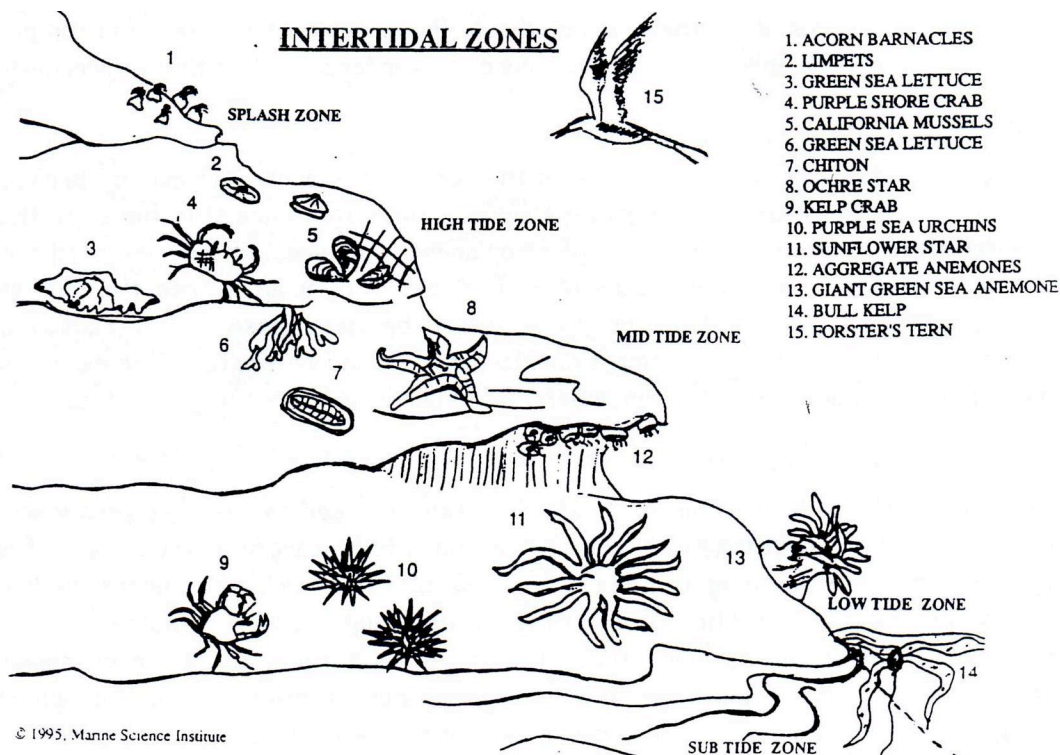 INTERTIDAL ZONES
1
SPLASH ZONE
15
1. ACORN BARNACLES
2. LIMPETS
3. GREEN SEA LETTUCE
4. PURPLE SHORE CRAB
5. CALIFORNIA MUSSELS
6. GREEN SEA LETTUCE
7. CHITON
8. OCHRE STAR
9. KELP CRAB
10. PURPLE SEA URCHINS
11. SUNFLOWER STAR
12. AGGREGATE ANEMONES
13. GIANT GREEN SEA ANEMONE
14. BULL KELP
15. FORSTER'S TERN
2
4
HIGH TIDE ZONE
3
5
8
MID TIDE ZONE
6
7
12
11
13
9
10
LOW TIDE ZONE
14
© 1995, Marine Science Institute
SUB TIDE ZONE